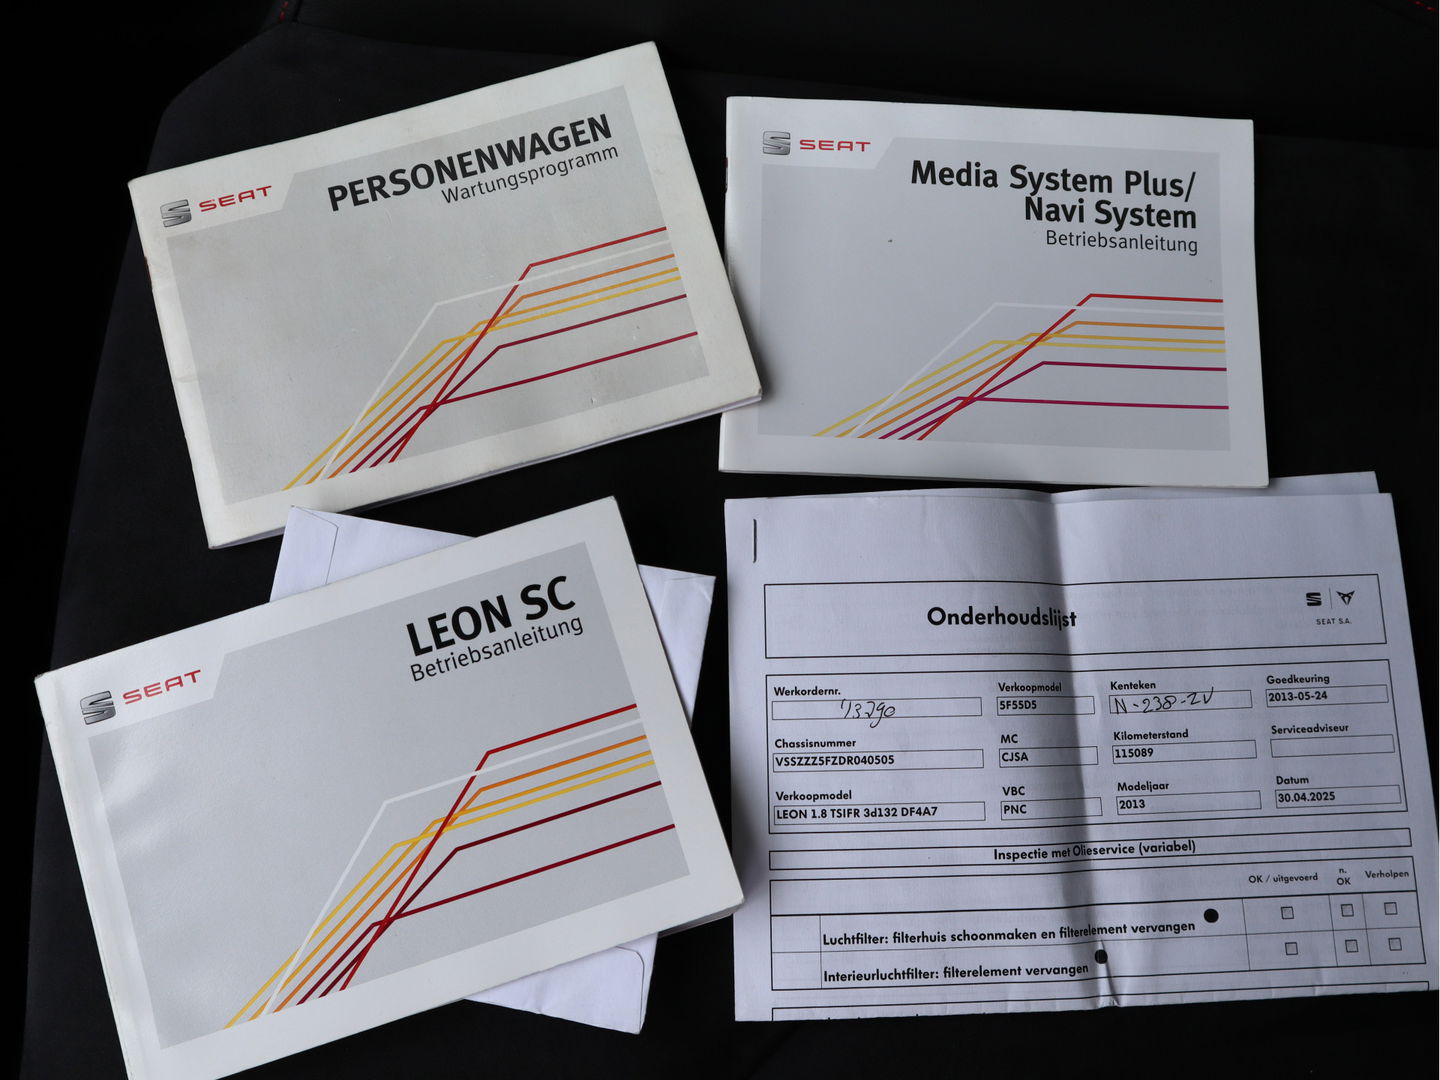 SEAT
PERSONENWAGEN
Wartungsprogramm
SEAT
Media System Plus/
Navi System
Betriebsanleitung
SEAT
LEON SC
Betriebsanleitung
Onderhoudslijst
SEAT S.A.
Werkordernr.
Verkoopmodel
5F55D5
Kenteken
N-238-ZV
Goedkeuring
2013-05-24
Chassisnummer
VSSZZZ5FZDR040505
MC
CJSA
Kilometerstand
115089
Serviceadviseur
Verkoopmodel
LEON 1.8 TSIFR 3d132 DF4A7
VBC
PNC
Modeljaar
2013
Datum
30.04.2025
Inspectie met Olieservice (variabel)
OK / uitgevoerd
n.
OK
Verholpen
Luchtfilter: filterhuis schoonmaken en filterelement vervangen
Interieurluchtfilter: filterelement vervangen